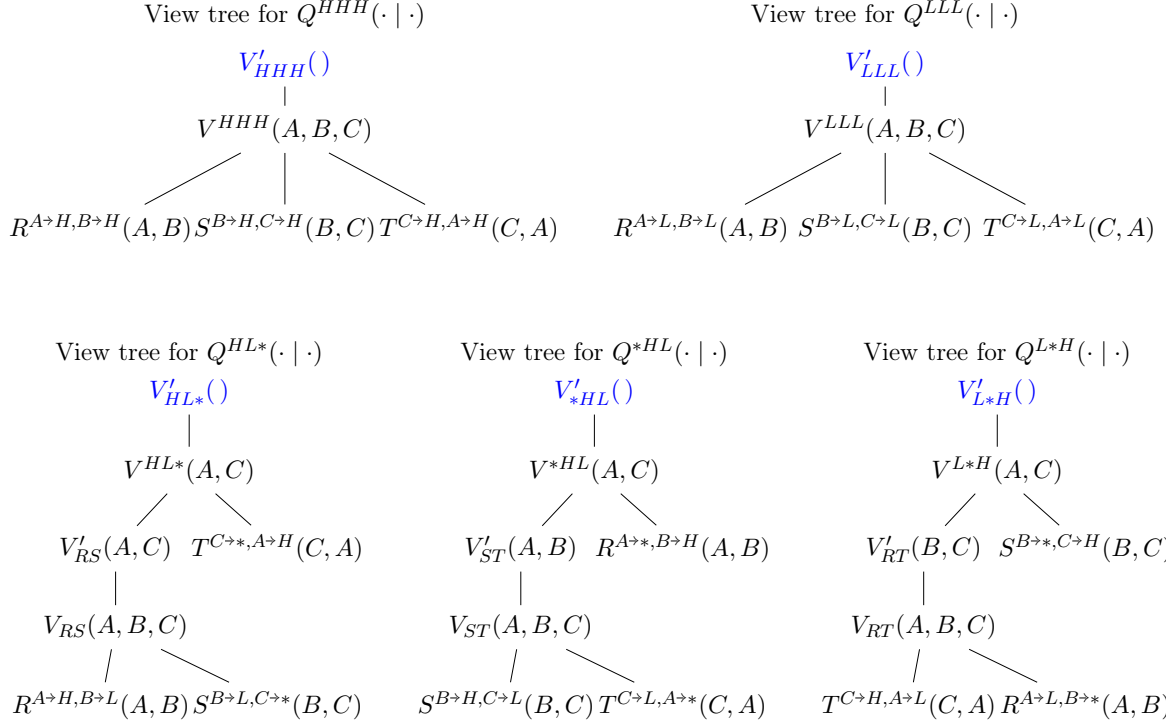 View tree for Q^{HHH}(· | ·)
V'_{HHH}( )
V^{HHH}(A, B, C)
R^{A→H,B→H}(A, B) S^{B→H,C→H}(B, C) T^{C→H,A→H}(C, A)
View tree for Q^{LLL}(· | ·)
V'_{LLL}( )
V^{LLL}(A, B, C)
R^{A→L,B→L}(A, B) S^{B→L,C→L}(B, C) T^{C→L,A→L}(C, A)
View tree for Q^{HL*}(· | ·)
V'_{HL*}( )
V^{HL*}(A, C)
V'_{RS}(A, C) T^{C→*,A→H}(C, A)
V_{RS}(A, B, C)
R^{A→H,B→L}(A, B) S^{B→L,C→*}(B, C)
View tree for Q^{*HL}(· | ·)
V'_{*HL}( )
V^{*HL}(A, C)
V'_{ST}(A, B) R^{A→*,B→H}(A, B)
V_{ST}(A, B, C)
S^{B→H,C→L}(B, C) T^{C→L,A→*}(C, A)
View tree for Q^{L*H}(· | ·)
V'_{L*H}( )
V^{L*H}(A, C)
V'_{RT}(B, C) S^{B→*,C→H}(B, C)
V_{RT}(A, B, C)
T^{C→H,A→L}(C, A) R^{A→L,B→*}(A, B)